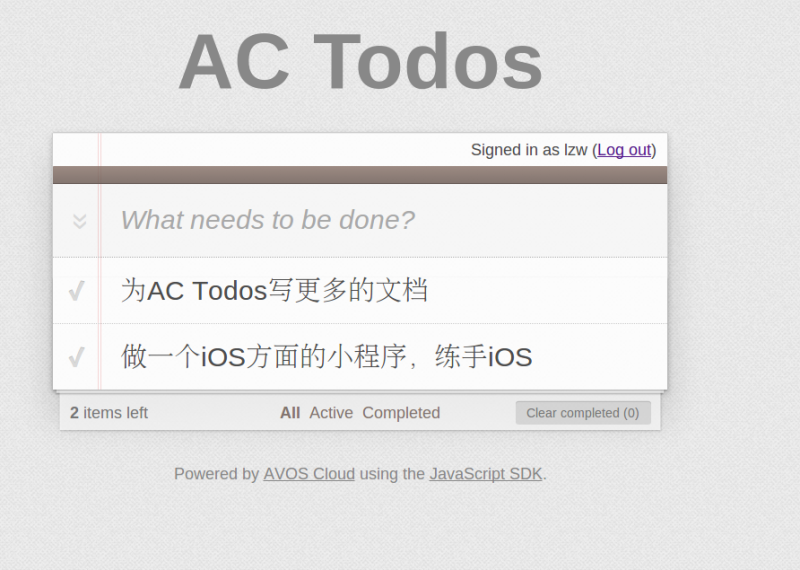 AC Todos
Signed in as lzw (Log out)
What needs to be done?
为AC Todos写更多的文档
做一个iOS方面的小程序，练手iOS
2 items left All Active Completed Clear completed (0)
Powered by AVOS Cloud using the JavaScript SDK.